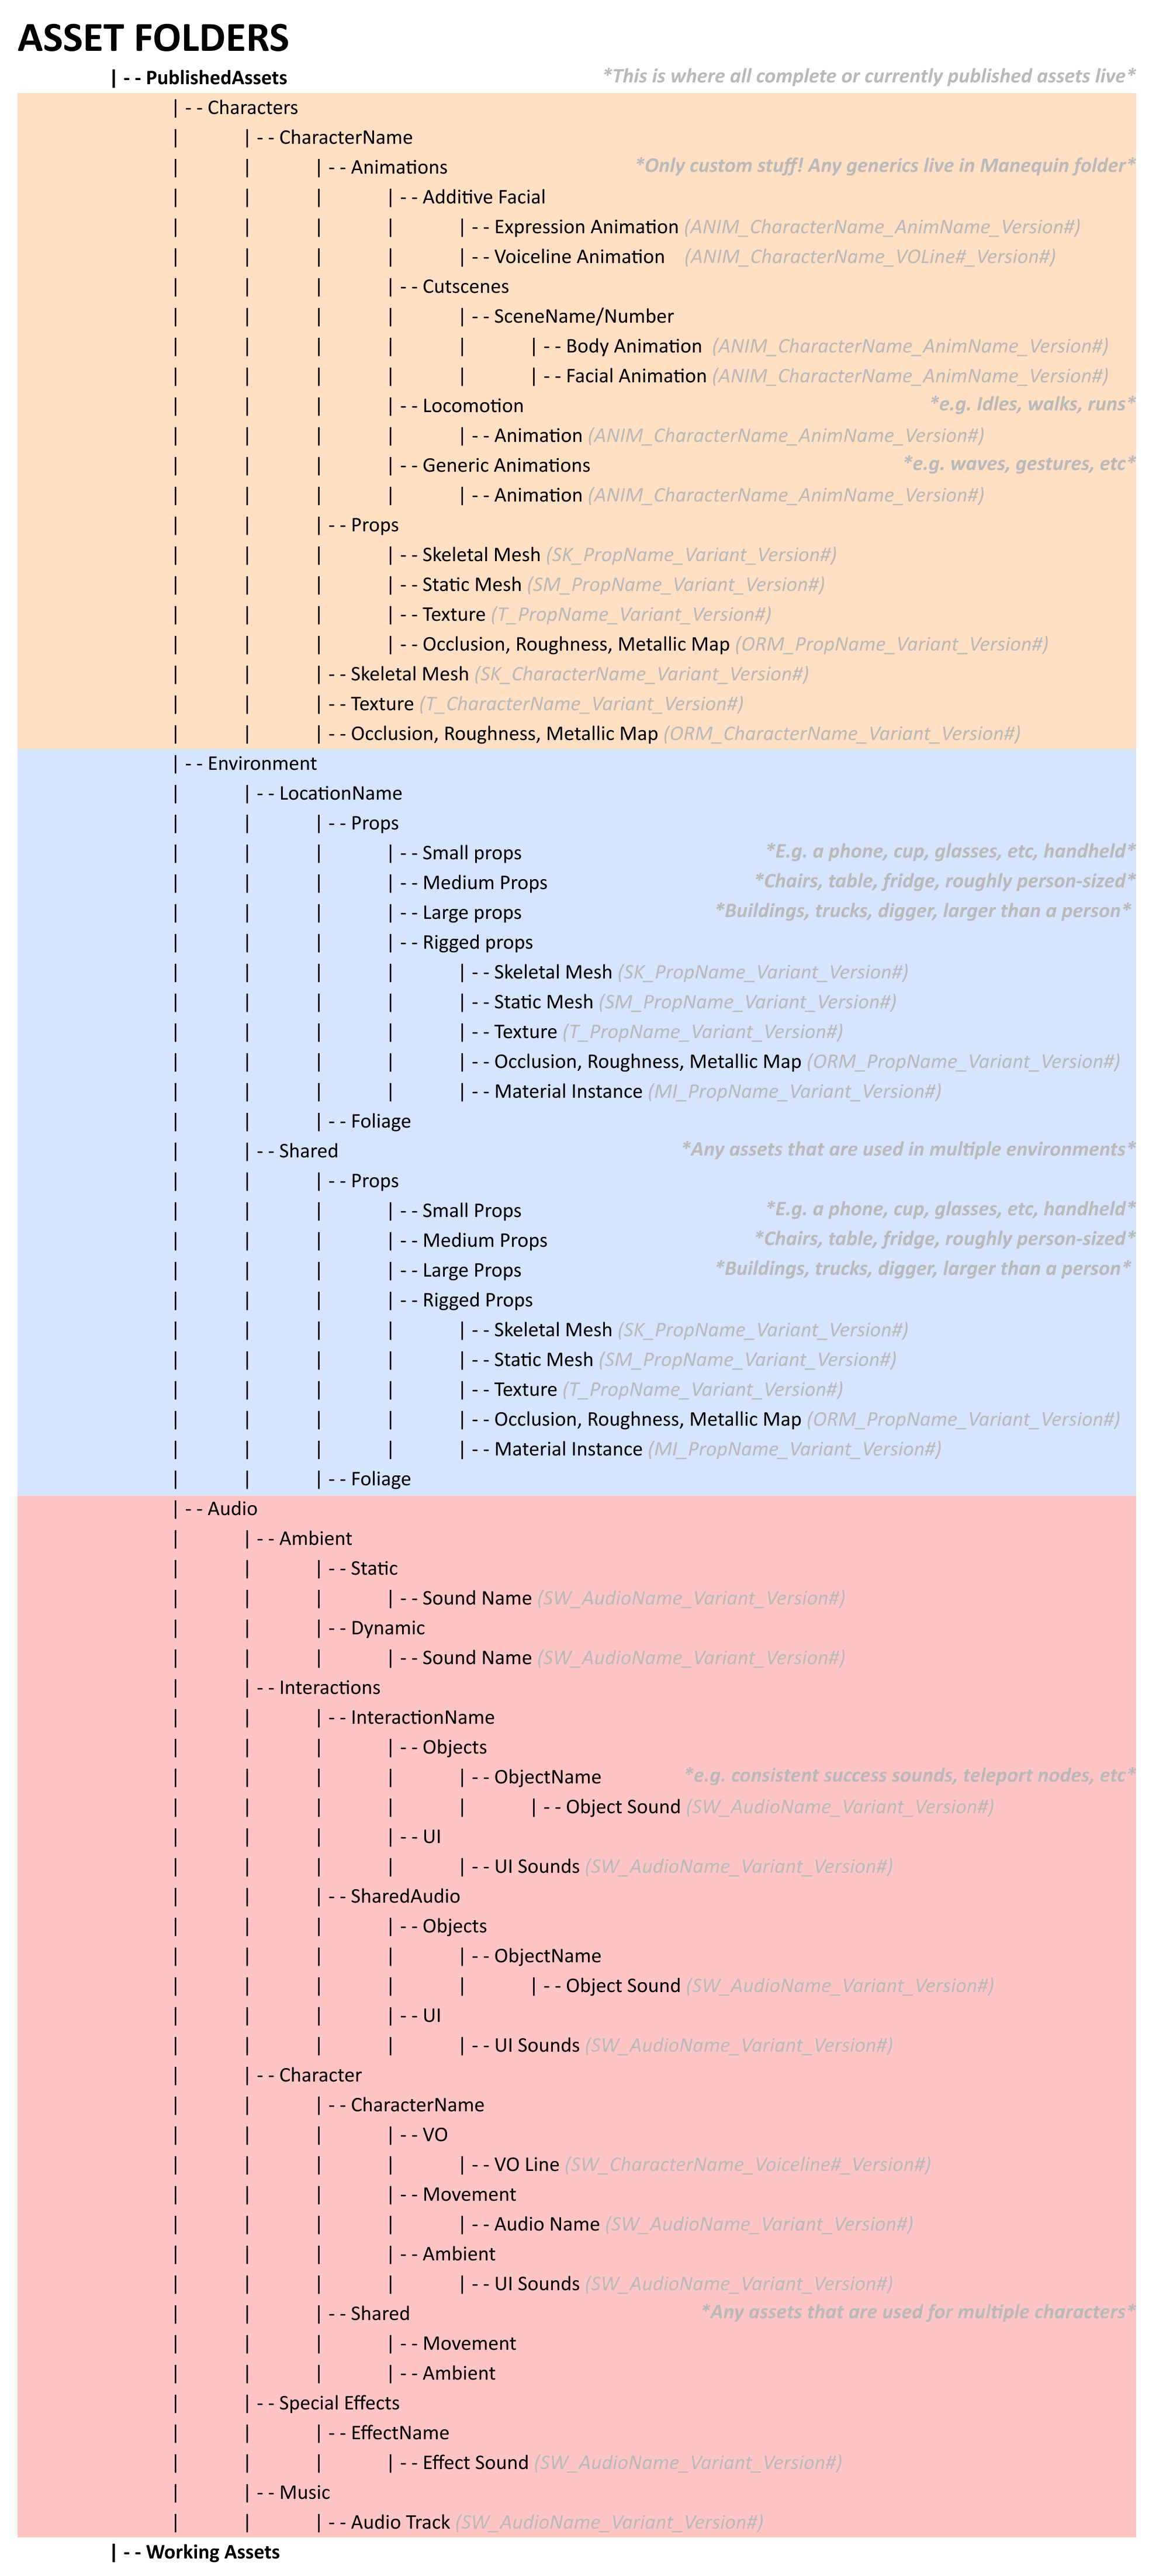 ASSET FOLDERS
|-- PublishedAssets *This is where all complete or currently published assets live*
|-- Characters
| |-- CharacterName
| | |-- Animations *Only custom stuff! Any generics live in Manequin folder*
| | | |-- Additive Facial
| | | | |-- Expression Animation (ANIM_CharacterName_AnimName_Version#)
| | | | |-- Voiceline Animation (ANIM_CharacterName_VOLine#_Version#)
| | | |-- Cutscenes
| | | | |-- SceneName/Number
| | | | | |-- Body Animation (ANIM_CharacterName_AnimName_Version#)
| | | | | |-- Facial Animation (ANIM_CharacterName_AnimName_Version#)
| | | |-- Locomotion *e.g. Idles, walks, runs*
| | | | |-- Animation (ANIM_CharacterName_AnimName_Version#)
| | | |-- Generic Animations *e.g. waves, gestures, etc*
| | | | |-- Animation (ANIM_CharacterName_AnimName_Version#)
| | |-- Props
| | | |-- Skeletal Mesh (SK_PropName_Variant_Version#)
| | | |-- Static Mesh (SM_PropName_Variant_Version#)
| | | |-- Texture (T_PropName_Variant_Version#)
| | | |-- Occlusion, Roughness, Metallic Map (ORM_PropName_Variant_Version#)
| | |-- Skeletal Mesh (SK_CharacterName_Variant_Version#)
| | |-- Texture (T_CharacterName_Variant_Version#)
| | |-- Occlusion, Roughness, Metallic Map (ORM_CharacterName_Variant_Version#)
|-- Environment
| |-- LocationName
| | |-- Props
| | | |-- Small props *E.g. a phone, cup, glasses, etc, handheld*
| | | |-- Medium Props *Chairs, table, fridge, roughly person-sized*
| | | |-- Large props *Buildings, trucks, digger, larger than a person*
| | | |-- Rigged props
| | | | |-- Skeletal Mesh (SK_PropName_Variant_Version#)
| | | | |-- Static Mesh (SM_PropName_Variant_Version#)
| | | | |-- Texture (T_PropName_Variant_Version#)
| | | | |-- Occlusion, Roughness, Metallic Map (ORM_PropName_Variant_Version#)
| | | | |-- Material Instance (MI_PropName_Variant_Version#)
| | |-- Foliage
| |-- Shared *Any assets that are used in multiple environments*
| | |-- Props
| | | |-- Small Props *E.g. a phone, cup, glasses, etc, handheld*
| | | |-- Medium Props *Chairs, table, fridge, roughly person-sized*
| | | |-- Large Props *Buildings, trucks, digger, larger than a person*
| | | |-- Rigged Props
| | | | |-- Skeletal Mesh (SK_PropName_Variant_Version#)
| | | | |-- Static Mesh (SM_PropName_Variant_Version#)
| | | | |-- Texture (T_PropName_Variant_Version#)
| | | | |-- Occlusion, Roughness, Metallic Map (ORM_PropName_Variant_Version#)
| | | | |-- Material Instance (MI_PropName_Variant_Version#)
| | |-- Foliage
|-- Audio
| |-- Ambient
| | |-- Static
| | | |-- Sound Name (SW_AudioName_Variant_Version#)
| | |-- Dynamic
| | | |-- Sound Name (SW_AudioName_Variant_Version#)
| |-- Interactions
| | |-- InteractionName
| | | |-- Objects
| | | | |-- ObjectName *e.g. consistent success sounds, teleport nodes, etc*
| | | | | |-- Object Sound (SW_AudioName_Variant_Version#)
| | | |-- UI
| | | | |-- UI Sounds (SW_AudioName_Variant_Version#)
| | |-- SharedAudio
| | | |-- Objects
| | | | |-- ObjectName
| | | | | |-- Object Sound (SW_AudioName_Variant_Version#)
| | | |-- UI
| | | | |-- UI Sounds (SW_AudioName_Variant_Version#)
| |-- Character
| | |-- CharacterName
| | | |-- VO
| | | | |-- VO Line (SW_CharacterName_Voiceline#_Version#)
| | | |-- Movement
| | | | |-- Audio Name (SW_AudioName_Variant_Version#)
| | | |-- Ambient
| | | | |-- UI Sounds (SW_AudioName_Variant_Version#)
| | |-- Shared *Any assets that are used for multiple characters*
| | | |-- Movement
| | | |-- Ambient
| |-- Special Effects
| | |-- EffectName
| | | |-- Effect Sound (SW_AudioName_Variant_Version#)
| |-- Music
| | |-- Audio Track (SW_AudioName_Variant_Version#)
|-- Working Assets